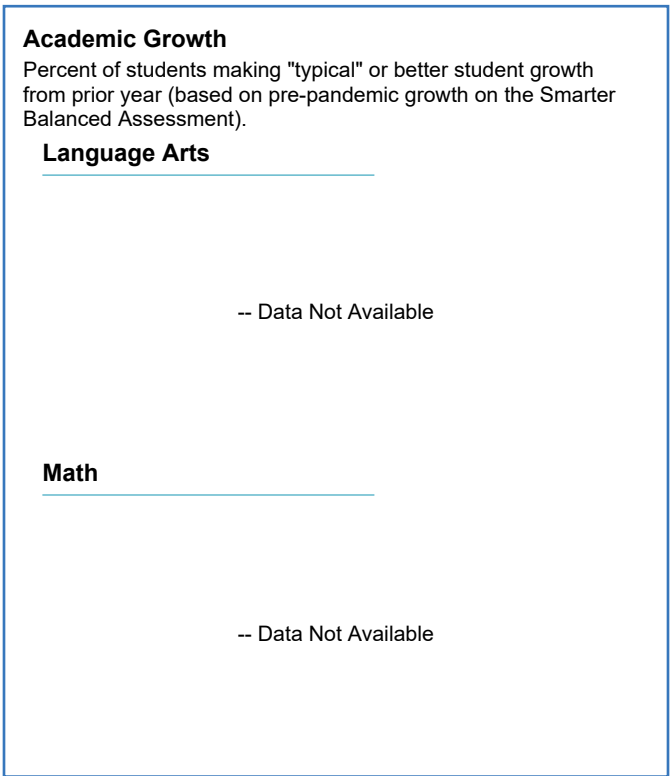 Academic Growth
Percent of students making "typical" or better student growth
from prior year (based on pre-pandemic growth on the Smarter
Balanced Assessment).
Language Arts
-- Data Not Available
Math
-- Data Not Available